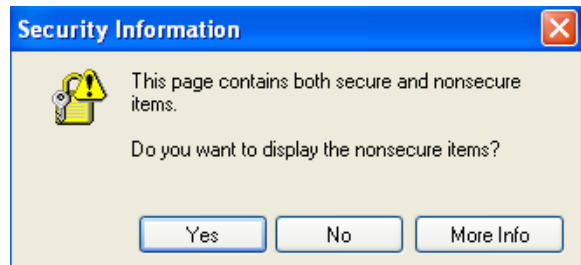 Security Information
This page contains both secure and nonsecure
items.
Do you want to display the nonsecure items?
Yes No More Info